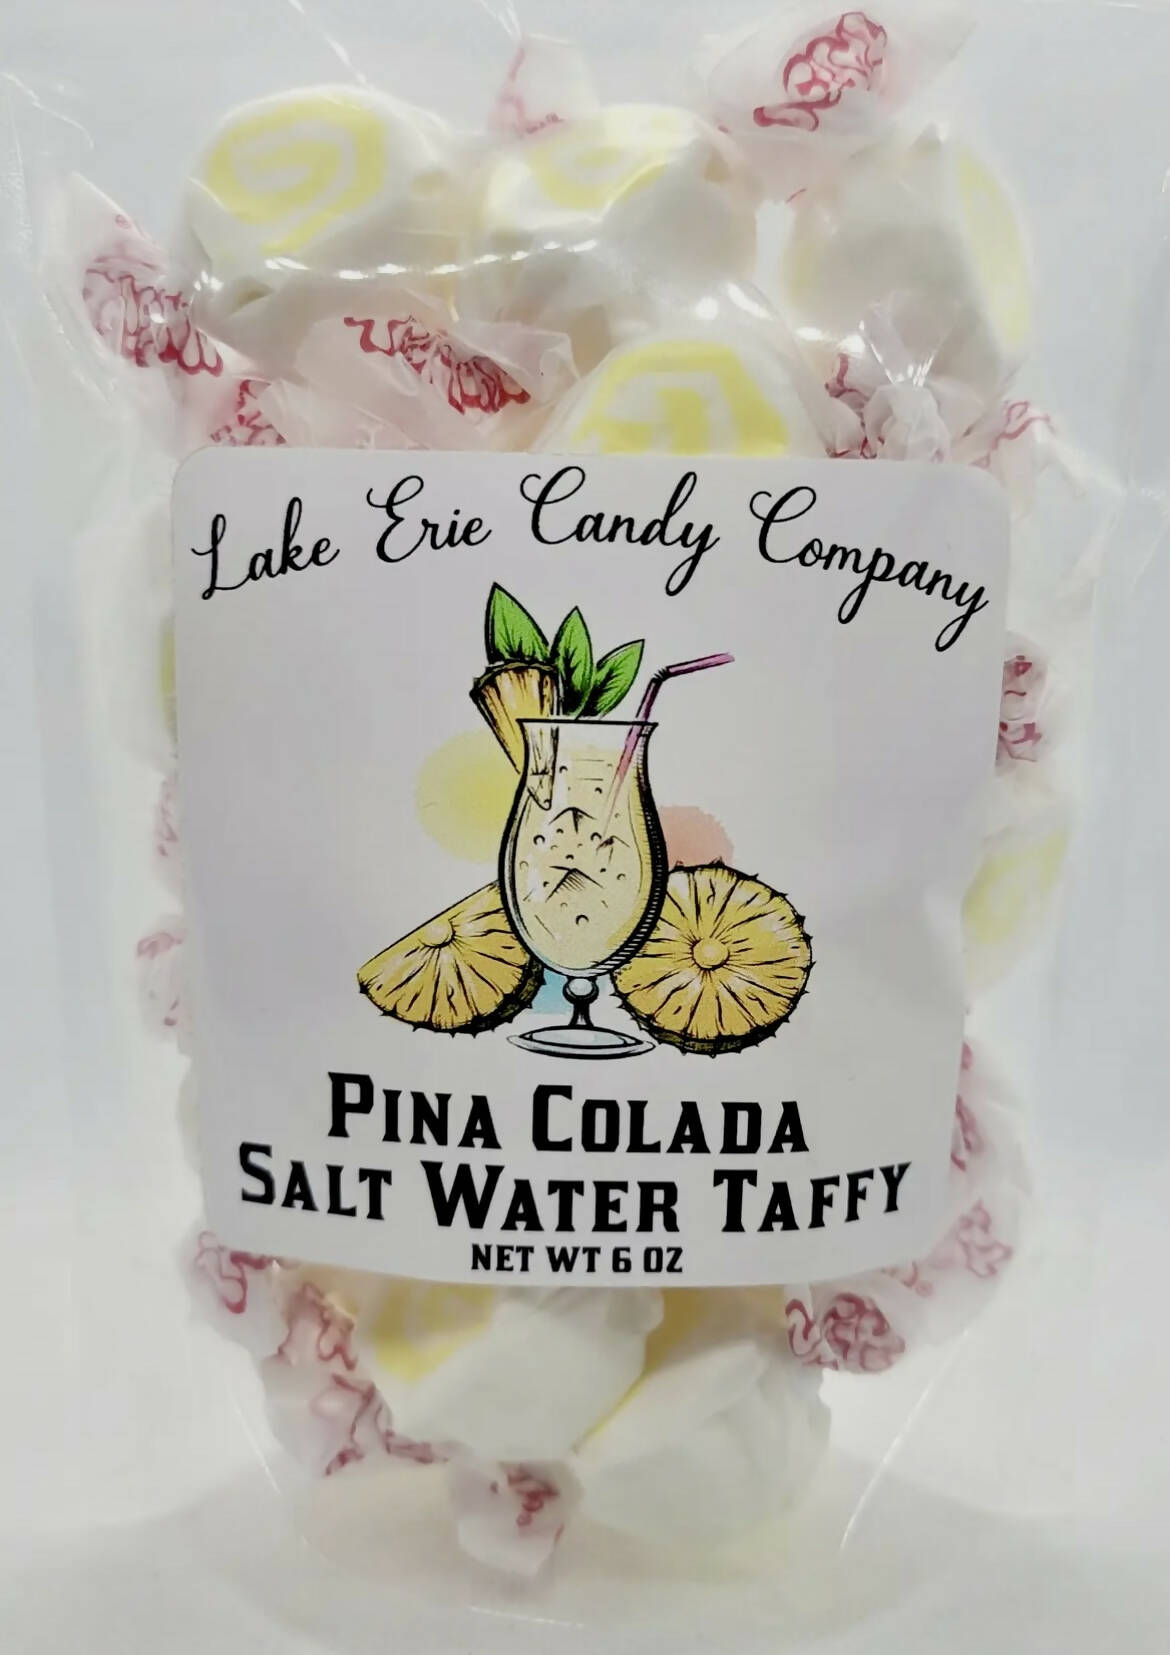 Lake Erie Candy Company
Pina Colada
Salt Water Taffy
NET WT 6 OZ